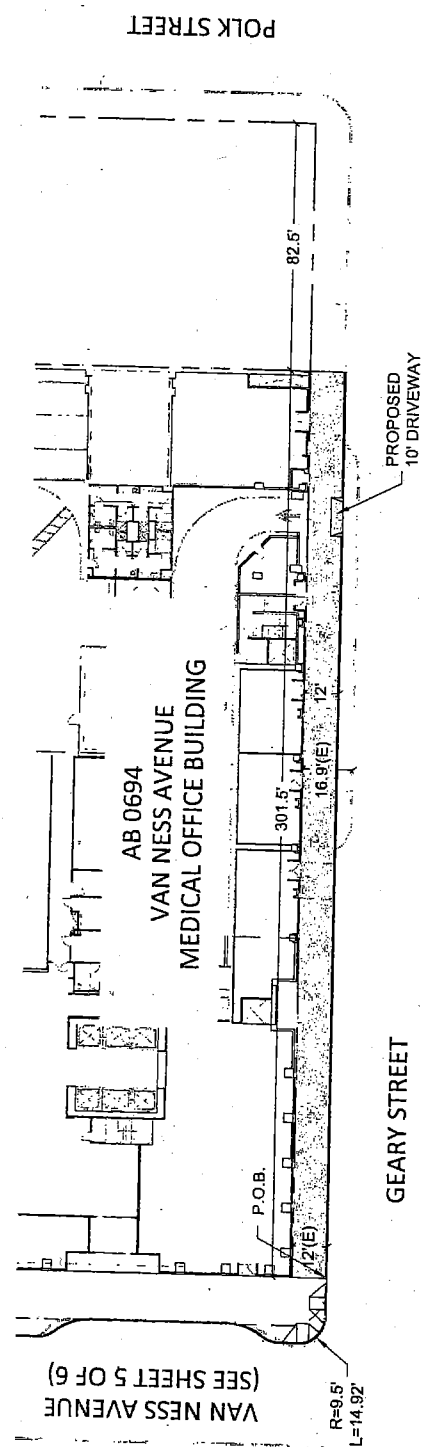 POLK STREET
82.5'
PROPOSED
10' DRIVEWAY
AB 0694
VAN NESS AVENUE
MEDICAL OFFICE BUILDING
301.5'
16.9'(E)
12'
P.O.B.
2'(E)
GEARY STREET
VAN NESS AVENUE
(SEE SHEET 5 OF 6)
R=9.5'
L=14.92'